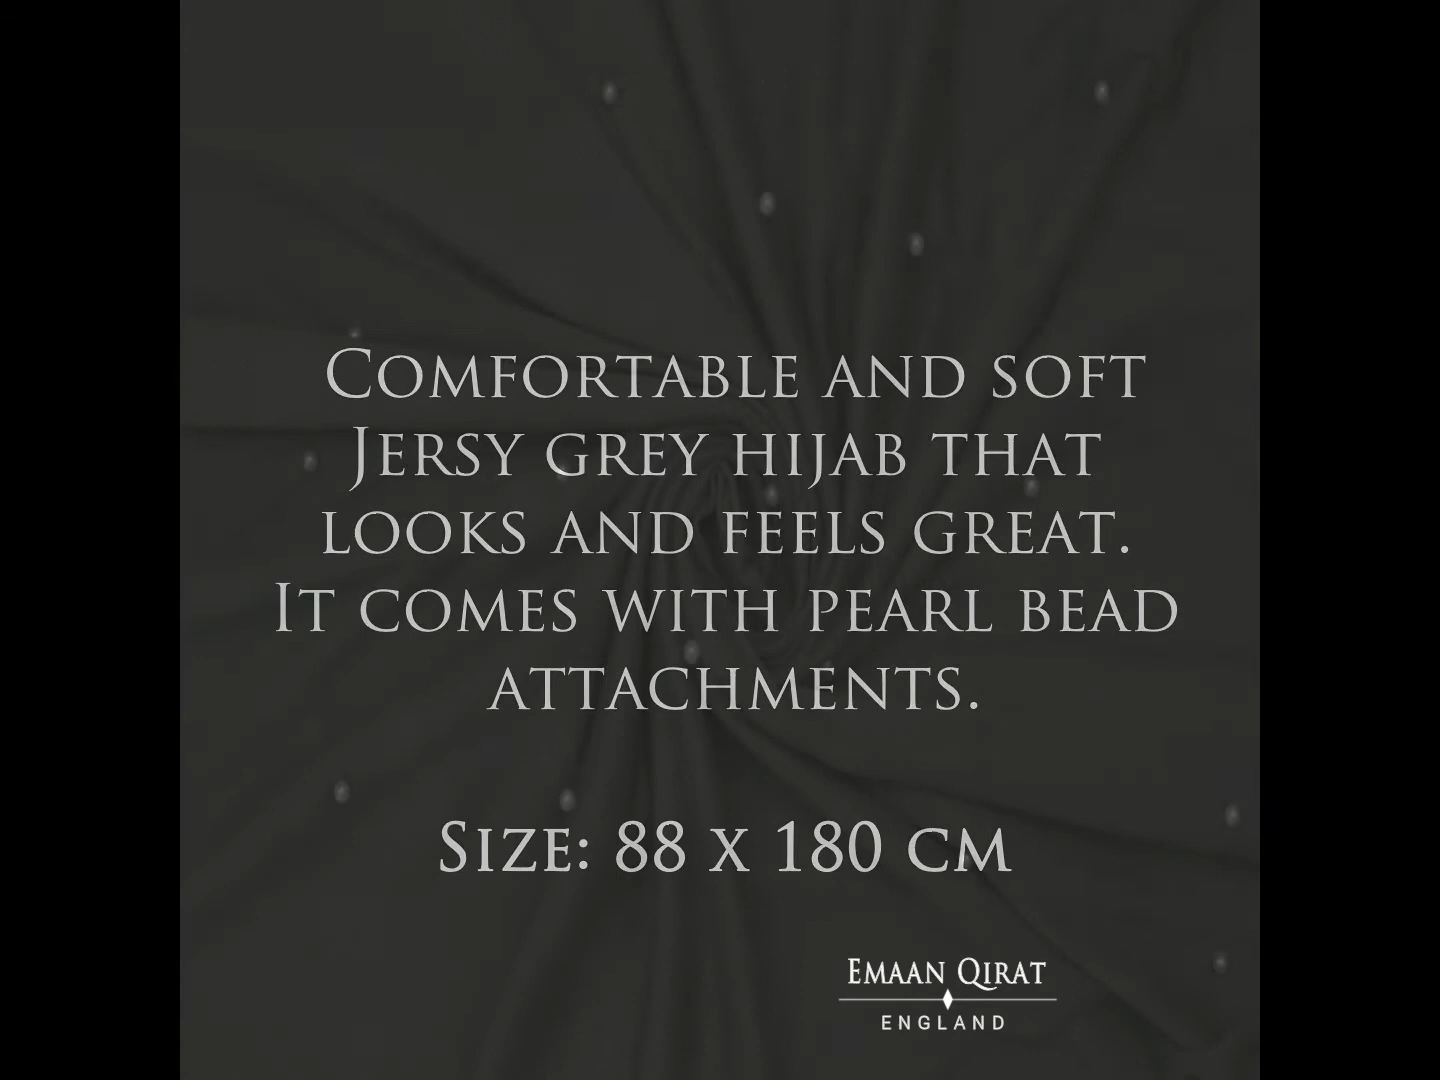 Comfortable and soft
Jersy grey hijab that
looks and feels great.
It comes with pearl bead
attachments.
Size: 88 x 180 cm
Emaan Qirat
ENGLAND